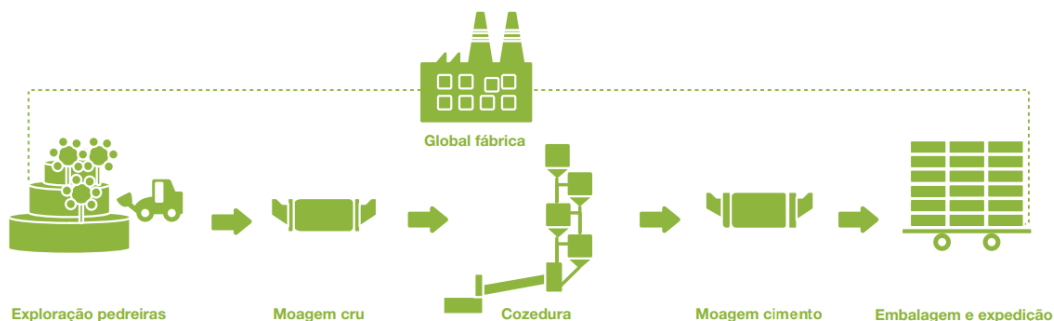 Global fábrica
Exploração pedreiras
Moagem cru
Cozedura
Moagem cimento
Embalagem e expedição